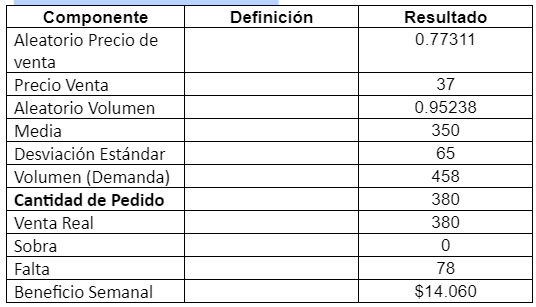 Componente Definición Resultado
Aleatorio Precio de 0.77311
venta
Precio Venta 37
Aleatorio Volumen 0.95238
Media 350
Desviación Estándar 65
Volumen (Demanda) 458
Cantidad de Pedido 380
Venta Real 380
Sobra 0
Falta 78
Beneficio Semanal $14.060